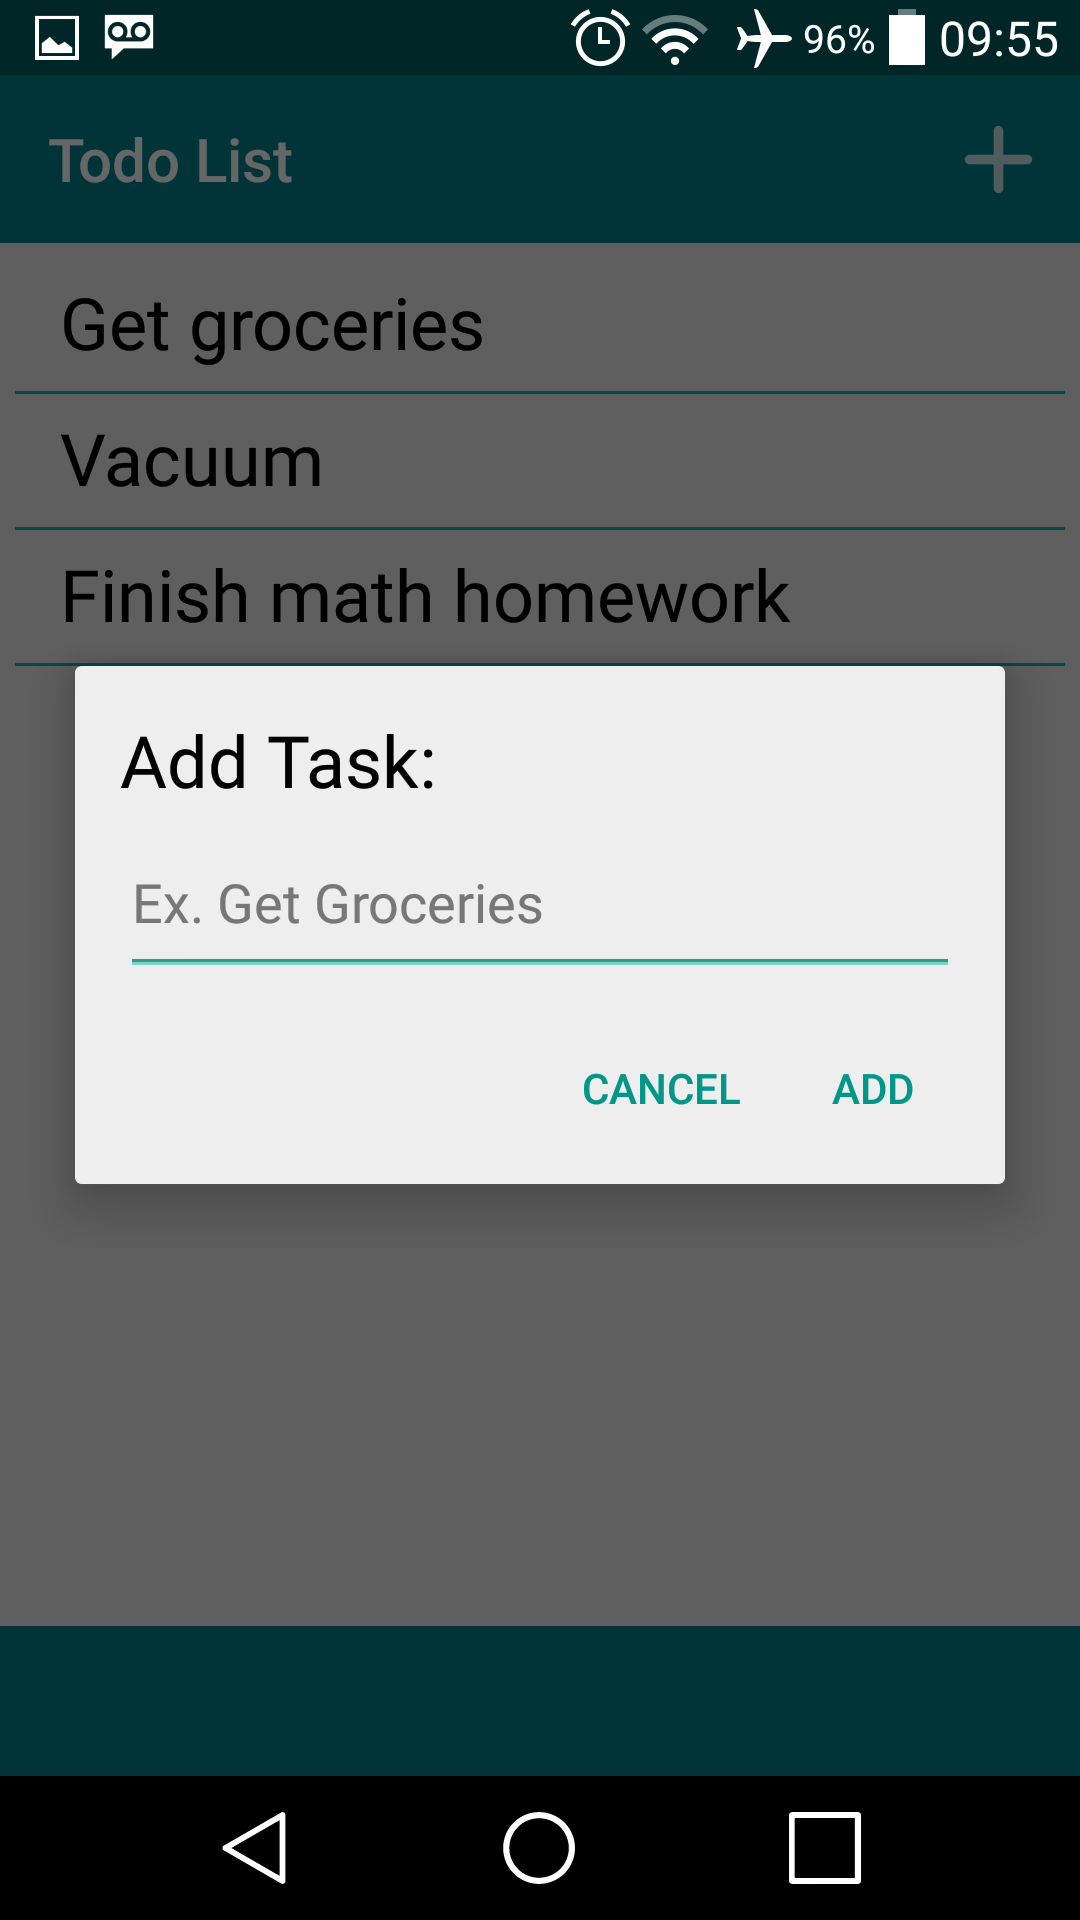 96% 09:55
Todo List
Get groceries
Vacuum
Finish math homework
Add Task:
Ex. Get Groceries
CANCEL ADD